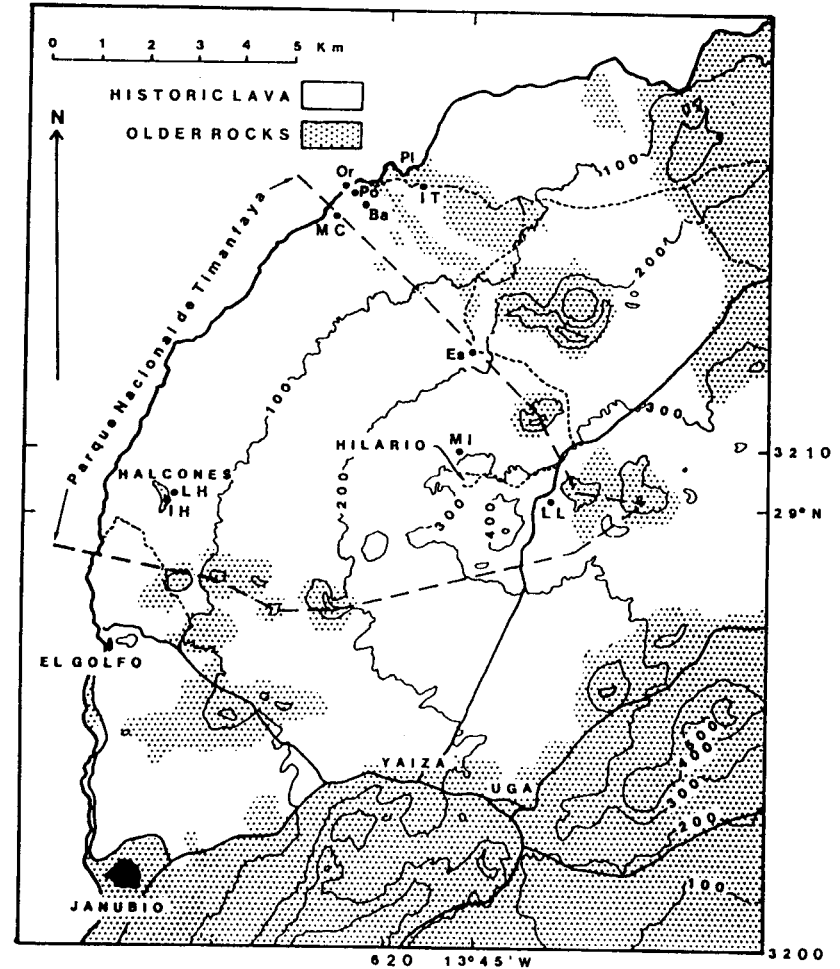 0 1 2 3 4 5 Km
HISTORIC LAVA
OLDER ROCKS
N
Parque Nacional de Timanfaya
Pl
Or
Po
Ba
IT
MC
100
200
Es
100
300
HILARIO
MI
3210
HALCONES
LH
IH
200
300
400
LL
29°N
EL GOLFO
500
400
300
200
YAIZA
UGA
100
JANUBIO
3200
620 13°45'W